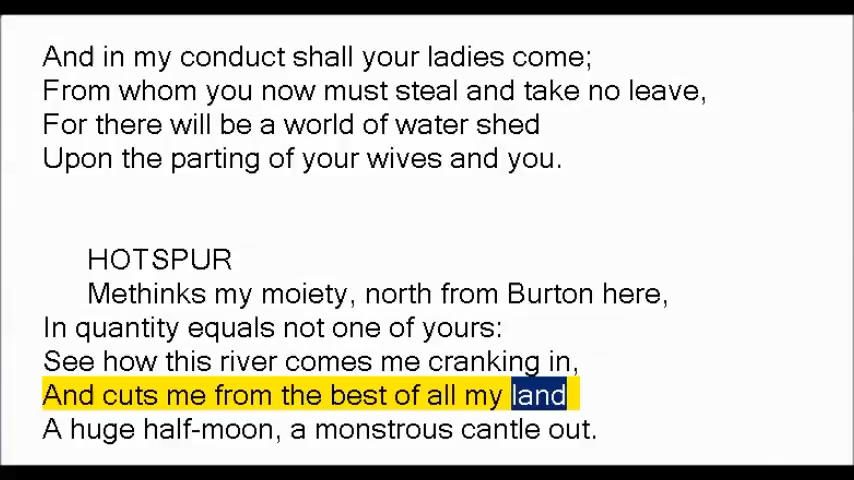 And in my conduct shall your ladies come;
From whom you now must steal and take no leave,
For there will be a world of water shed
Upon the parting of your wives and you.
HOTSPUR
Methinks my moiety, north from Burton here,
In quantity equals not one of yours:
See how this river comes me cranking in,
And cuts me from the best of all my land
A huge half-moon, a monstrous cantle out.